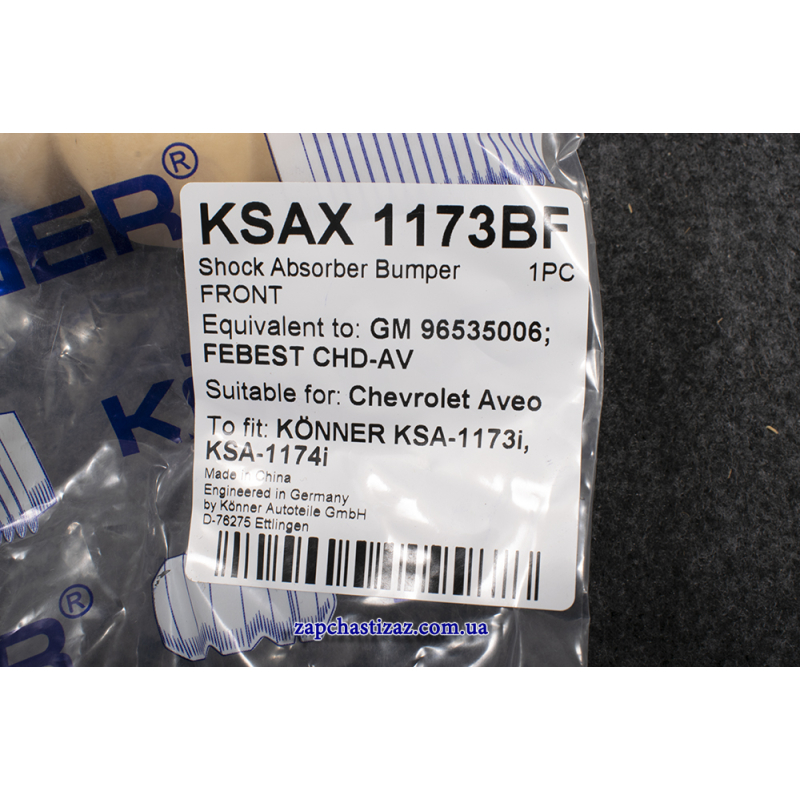 NER®
KSAX 1173BF
Shock Absorber Bumper 1PC
FRONT
Equivalent to: GM 96535006;
FEBEST CHD-AV
Suitable for: Chevrolet Aveo
To fit: KÖNNER KSA-1173i,
KSA-1174i
Made in China
Engineered in Germany
by Könner Autoteile GmbH
D-76275 Ettlingen
zapchastizaz.com.ua